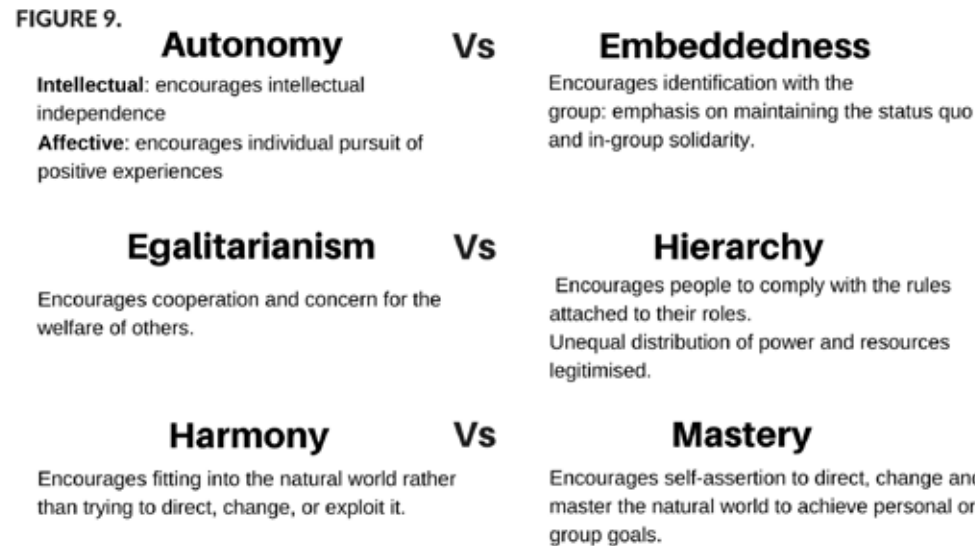 FIGURE 9.
Autonomy Vs Embeddedness
Intellectual: encourages intellectual
independence
Affective: encourages individual pursuit of
positive experiences
Encourages identification with the
group: emphasis on maintaining the status quo
and in-group solidarity.
Egalitarianism Vs Hierarchy
Encourages cooperation and concern for the
welfare of others.
Encourages people to comply with the rules
attached to their roles.
Unequal distribution of power and resources
legitimised.
Harmony Vs Mastery
Encourages fitting into the natural world rather
than trying to direct, change, or exploit it.
Encourages self-assertion to direct, change and
master the natural world to achieve personal or
group goals.